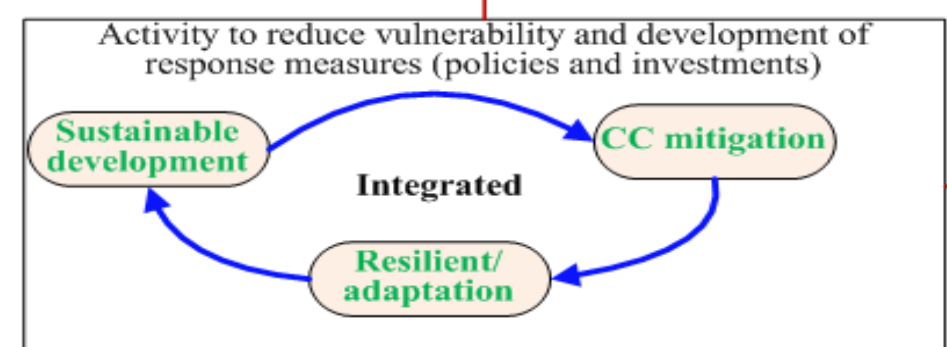 Activity to reduce vulnerability and development of
response measures (policies and investments)
Sustainable
development
CC mitigation
Integrated
Resilient/
adaptation